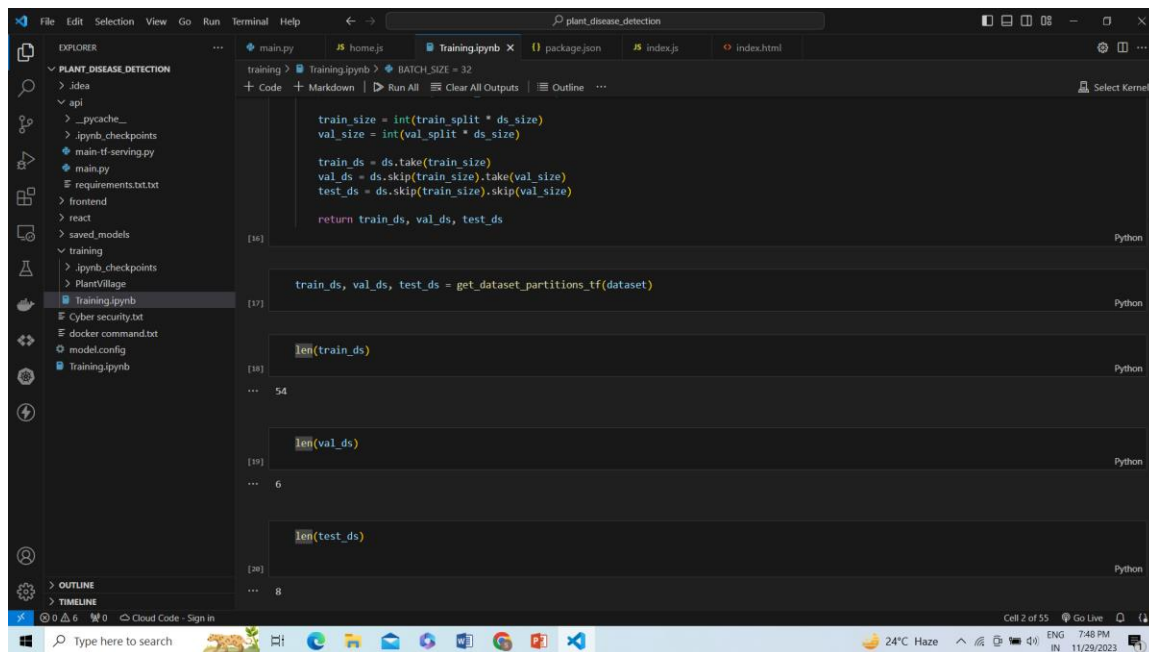 File Edit Selection View Go Run Terminal Help
plant_disease_detection
EXPLORER
main.py
JS home.js
Training.ipynb
{} package.json
JS index.js
index.html
PLANT_DISEASE_DETECTION
> .idea
api
> __pycache__
> .ipynb_checkpoints
main-tf-serving.py
main.py
requirements.txt.txt
> frontend
> react
> saved_models
training
> .ipynb_checkpoints
> PlantVillage
Training.ipynb
Cyber security.txt
docker command.txt
model.config
Training.ipynb
> OUTLINE
> TIMELINE
training > Training.ipynb > BATCH_SIZE = 32
+ Code + Markdown | Run All Clear All Outputs | Outline ...
Select Kernel
train_size = int(train_split * ds_size)
val_size = int(val_split * ds_size)
train_ds = ds.take(train_size)
val_ds = ds.skip(train_size).take(val_size)
test_ds = ds.skip(train_size).skip(val_size)
return train_ds, val_ds, test_ds
[16] Python
train_ds, val_ds, test_ds = get_dataset_partitions_tf(dataset)
[17] Python
len(train_ds)
[18] Python
... 54
len(val_ds)
[19] Python
... 6
len(test_ds)
[20] Python
... 8
0 6 0 Cloud Code - Sign in
Cell 2 of 55 Go Live
Type here to search
24°C Haze
ENG
IN
7:48 PM
11/29/2023